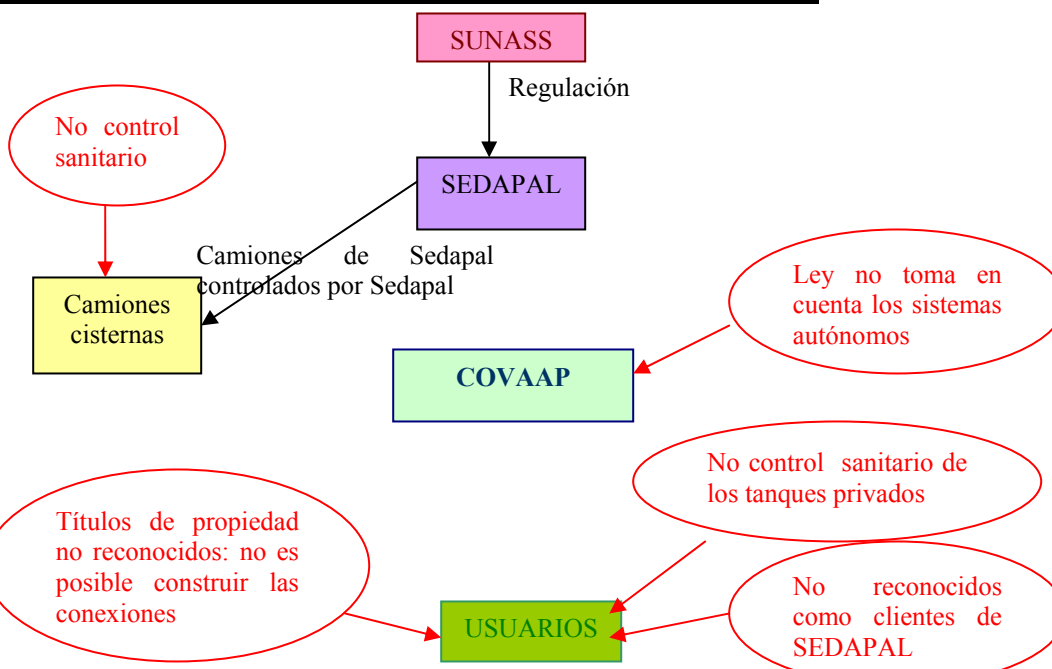 SUNASS
Regulación
No control
sanitario
SEDAPAL
Camiones de Sedapal
controlados por Sedapal
Camiones
cisternas
Ley no toma en
cuenta los sistemas
autónomos
COVAAP
No control sanitario de
los tanques privados
Títulos de propiedad
no reconocidos: no es
posible construir las
conexiones
No reconocidos
como clientes de
SEDAPAL
USUARIOS